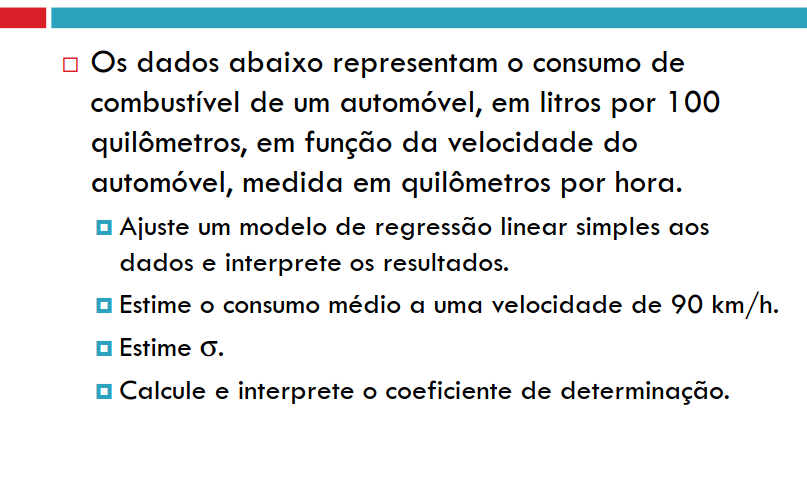 Os dados abaixo representam o consumo de
combustível de um automóvel, em litros por 100
quilômetros, em função da velocidade do
automóvel, medida em quilômetros por hora.
Ajuste um modelo de regressão linear simples aos
dados e interprete os resultados.
Estime o consumo médio a uma velocidade de 90 km/h.
Estime σ.
Calcule e interprete o coeficiente de determinação.